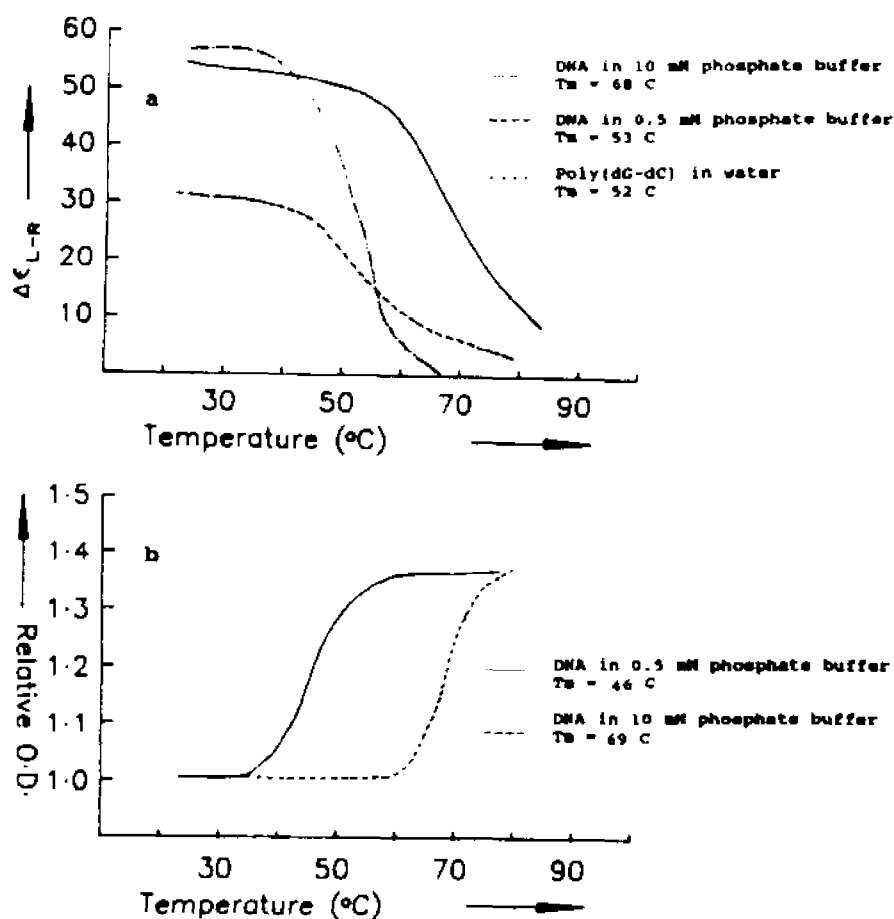 60
50
40
30
20
10
a
Δ ϵ L-R
30 50 70 90
Temperature (°C)
DNA in 10 mM phosphate buffer
Tm = 68 C
DNA in 0.5 mM phosphate buffer
Tm = 53 C
Poly(dG-dC) in water
Tm = 52 C
1·5
1·4
1·3
1·2
1·1
1·0
b
Relative O.D.
30 50 70 90
Temperature (°C)
DNA in 0.5 mM phosphate buffer
Tm = 46 C
DNA in 10 mM phosphate buffer
Tm = 69 C